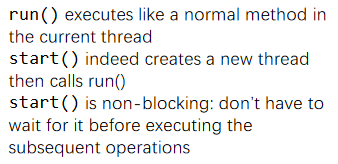 run() executes like a normal method in
the current thread
start() indeed creates a new thread
then calls run()
start() is non-blocking: don't have to
wait for it before executing the
subsequent operations